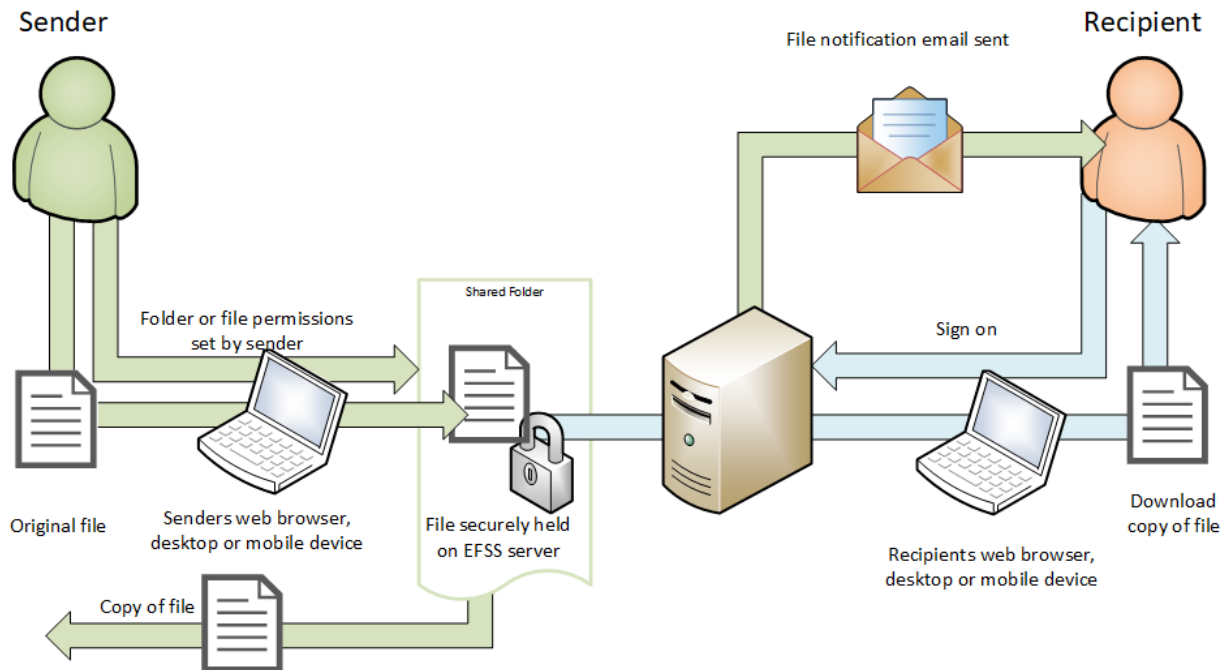 Sender
File notification email sent
Recipient
Shared Folder
Folder or file permissions
set by sender
Sign on
Original file
Senders web browser,
desktop or mobile device
File securely held
on EFSS server
Recipients web browser,
desktop or mobile device
Download
copy of file
Copy of file